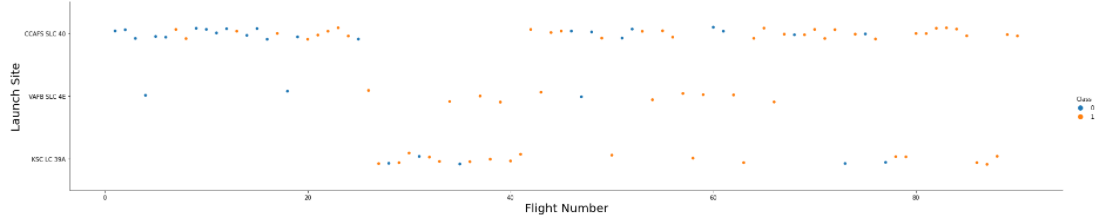 Launch Site
CCAFS SLC 40
VAFB SLC 4E
KSC LC 39A
0
20
40
60
80
Flight Number
Class
0
1